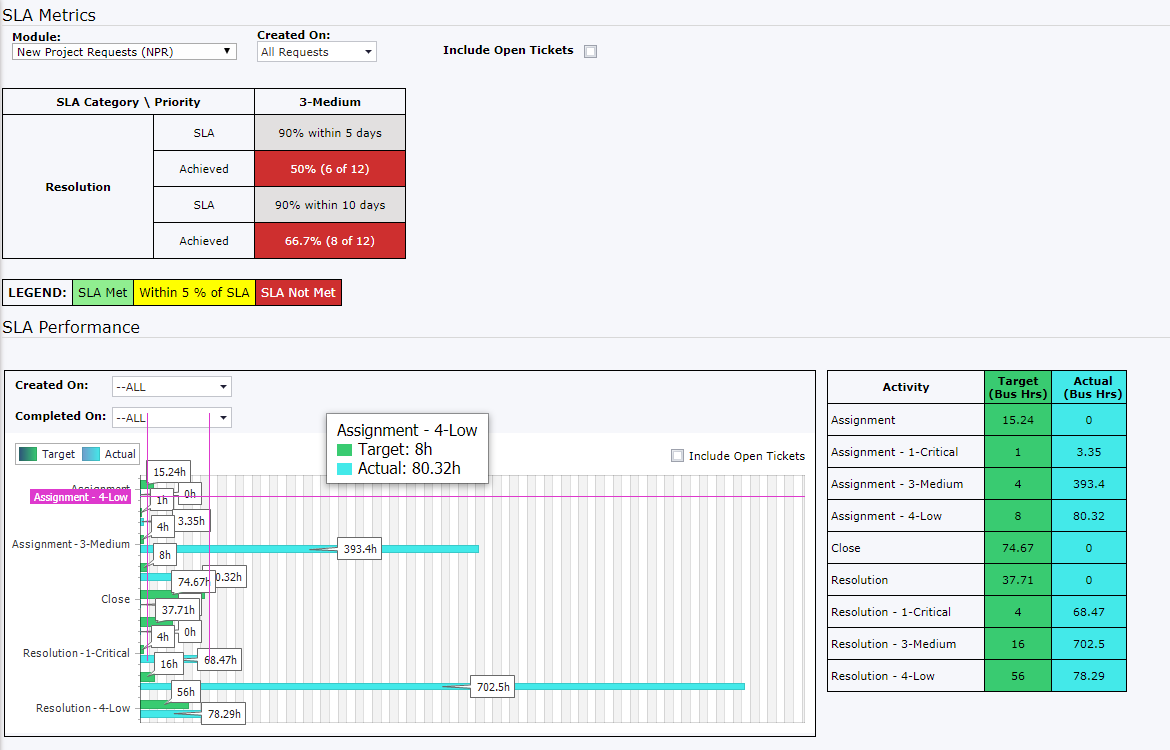 SLA Metrics
Module:
New Project Requests (NPR)
Created On:
All Requests
Include Open Tickets
SLA Category \ Priority 3-Medium
Resolution
SLA 90% within 5 days
Achieved 50% (6 of 12)
SLA 90% within 10 days
Achieved 66.7% (8 of 12)
LEGEND: SLA Met Within 5 % of SLA SLA Not Met
SLA Performance
Created On: --ALL
Completed On: --ALL
Target Actual
Include Open Tickets
Assignment - 4-Low
Target: 8h
Actual: 80.32h
15.24h
Assignment
0h
Assignment - 4-Low
1h
3.35h
4h
Assignment - 3-Medium
393.4h
8h
0.32h
74.67h
Close
37.71h
0h
4h
Resolution - 1-Critical
68.47h
16h
702.5h
56h
Resolution - 4-Low
78.29h
Activity Target (Bus Hrs) Actual (Bus Hrs)
Assignment 15.24 0
Assignment - 1-Critical 1 3.35
Assignment - 3-Medium 4 393.4
Assignment - 4-Low 8 80.32
Close 74.67 0
Resolution 37.71 0
Resolution - 1-Critical 4 68.47
Resolution - 3-Medium 16 702.5
Resolution - 4-Low 56 78.29